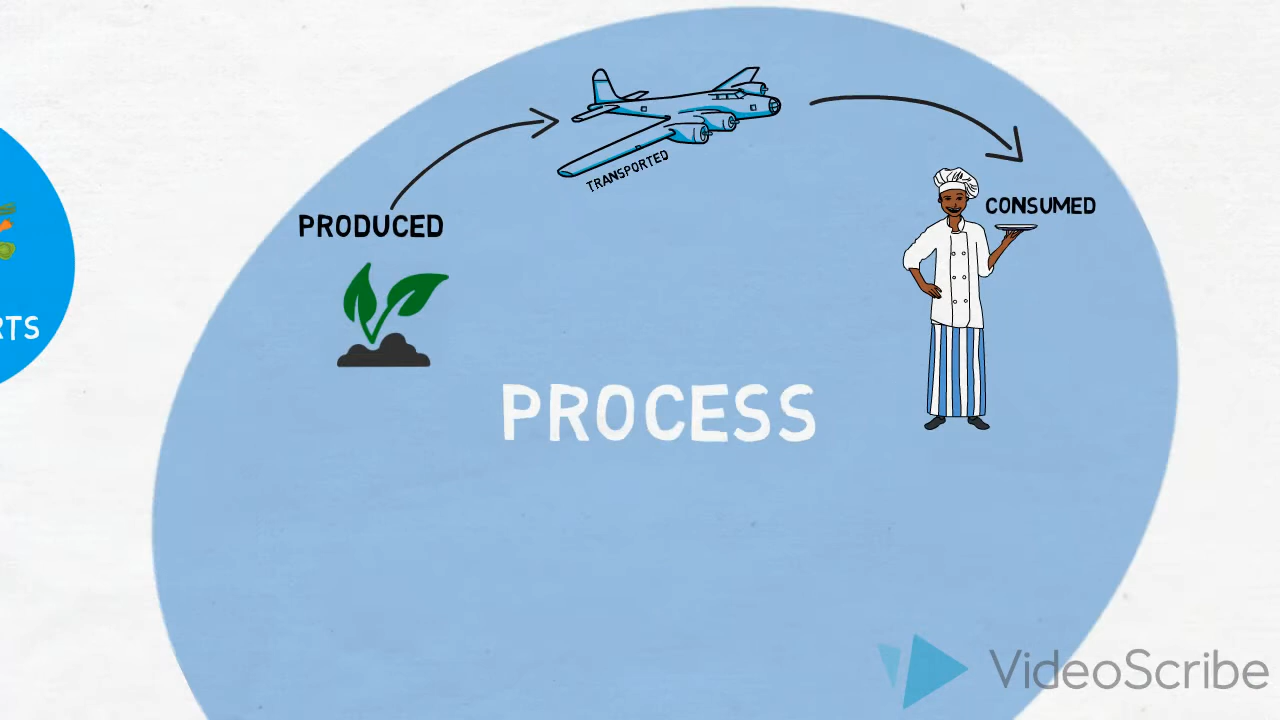 TRANSPORTED
PRODUCED
CONSUMED
RTS
PROCESS
VideoScribe